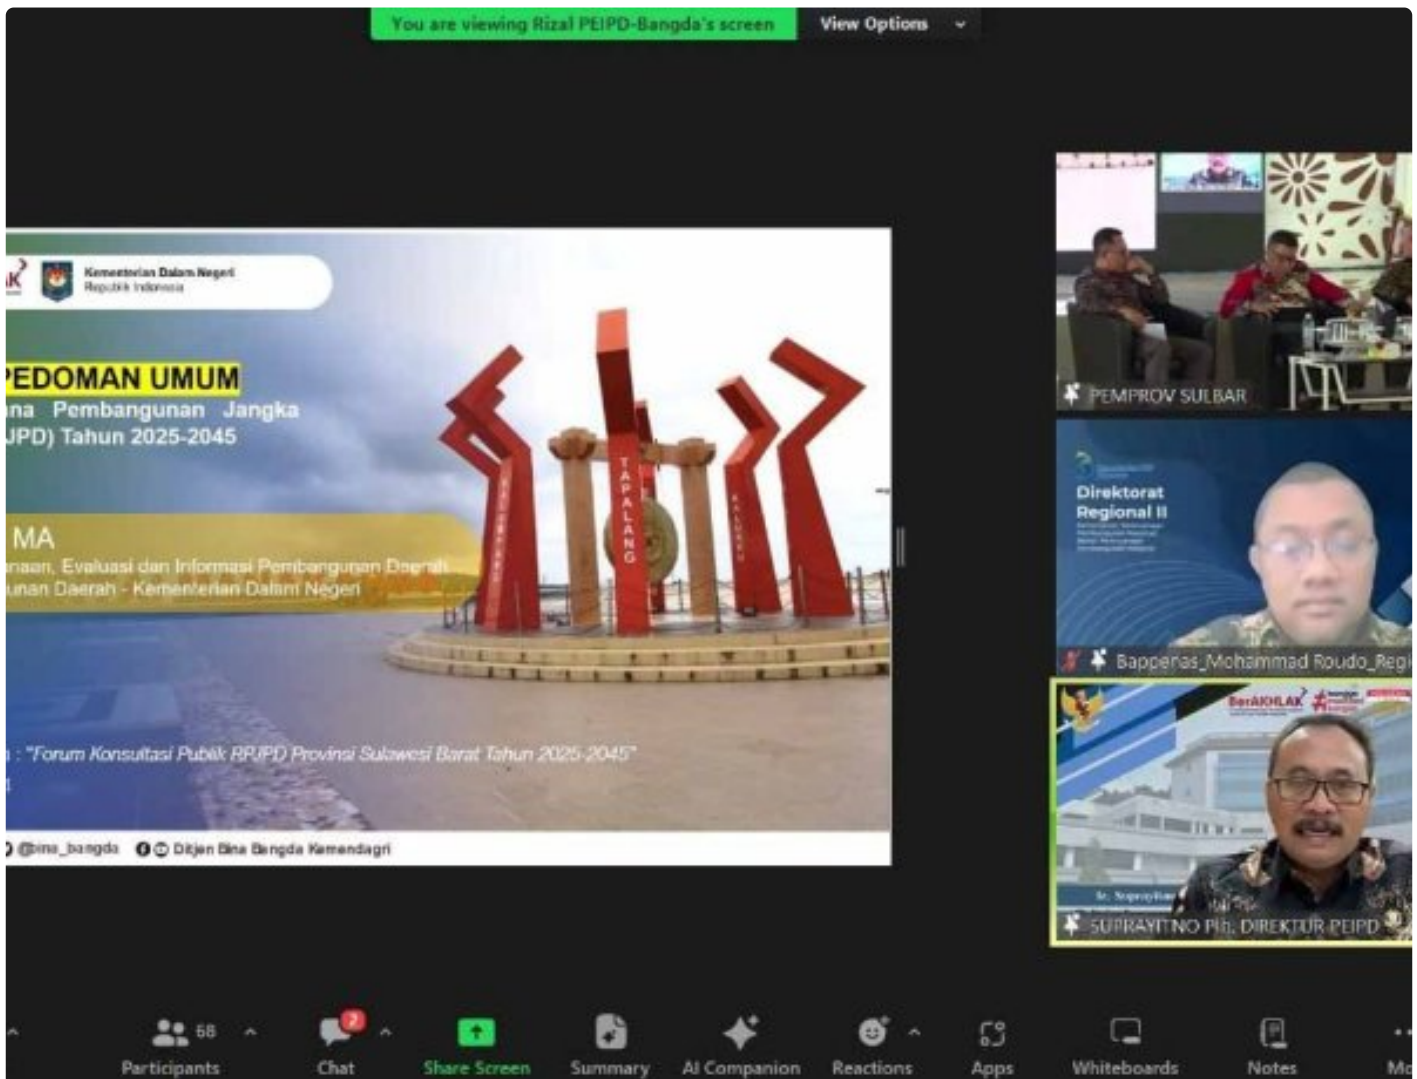 You are viewing Rizal PEIPD-Bangda's screen
View Options
Kementerian Dalam Negeri
Republik Indonesia
PEDOMAN UMUM
Pembangunan Jangka
JPD) Tahun 2025-2045
MA
Evaluasi dan Informasi Pembangunan Daerah
Daerah - Kementerian Dalam Negeri
TAPALANG
KALUKKU
: "Forum Konsultasi Publik RPJPD Provinsi Sulawesi Barat Tahun 2025-2045"
@bina_bangda
Ditjen Bina Bangda Kemendagri
PEMPROV SULBAR
Direktorat
Regional II
Bappenas_Mohammad Roudo_Regi
BerAKHLAK
SUPRAYITNO Plh. DIREKTUR PEIPD
68
2
Participants
Chat
Share Screen
Summary
AI Companion
Reactions
Apps
Whiteboards
Notes